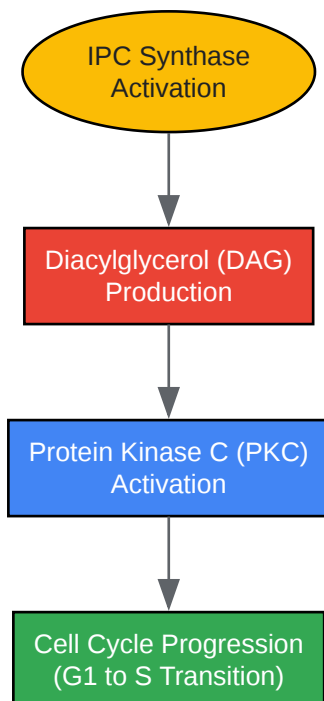 IPC Synthase
Activation
Diacylglycerol (DAG)
Production
Protein Kinase C (PKC)
Activation
Cell Cycle Progression
(G1 to S Transition)